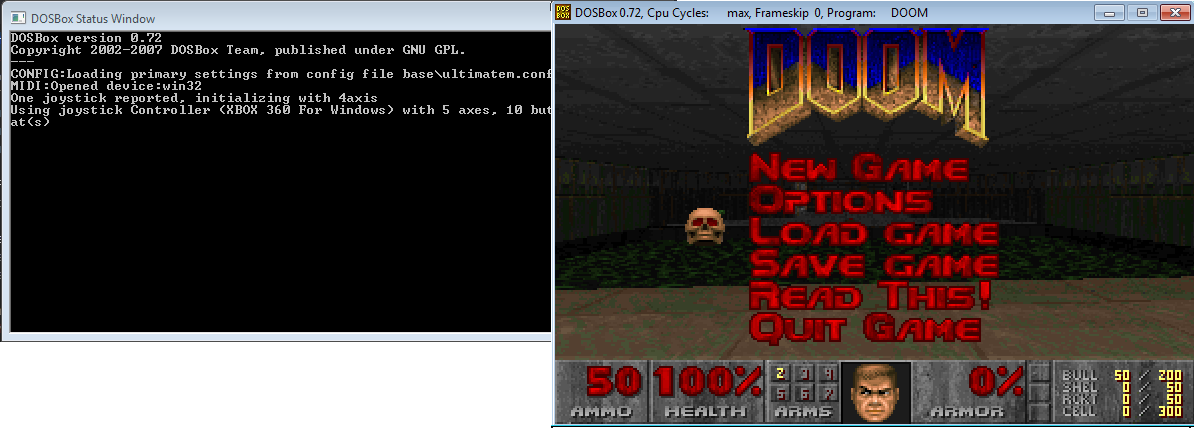 DOSBox Status Window
DOSBox version 0.72
Copyright 2002-2007 DOSBox Team, published under GNU GPL.
---
CONFIG:Loading primary settings from config file base\ultimatem.conf
MIDI:Opened device:win32
One joystick reported, initializing with 4axis
Using joystick Controller (XBOX 360 For Windows) with 5 axes, 10 but
at(s)
DOS BOX
DOSBox 0.72, Cpu Cycles: max, Frameskip 0, Program: DOOM
DOOM
New Game
Options
Load game
Save game
Read This!
Quit Game
50 100% 2 3 4 0%
5 6 7
AMMO HEALTH ARMS ARMOR
BULL 50 / 200
SHEL 0 / 50
RCKT 0 / 50
CELL 0 / 300